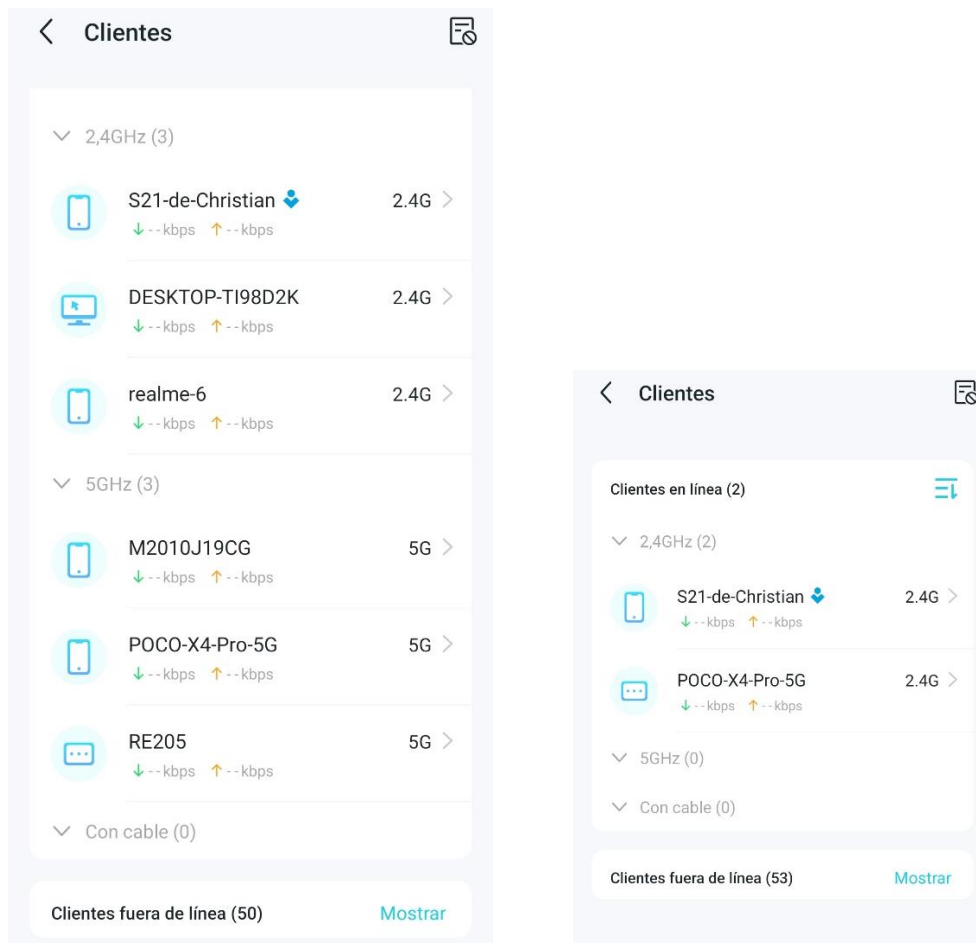 Clientes
2,4GHz (3)
S21-de-Christian 2.4G
--kbps --kbps
DESKTOP-TI98D2K 2.4G
--kbps --kbps
realme-6 2.4G
--kbps --kbps
5GHz (3)
M2010J19CG 5G
--kbps --kbps
POCO-X4-Pro-5G 5G
--kbps --kbps
RE205 5G
--kbps --kbps
Con cable (0)
Clientes fuera de línea (50) Mostrar
Clientes
Clientes en línea (2)
2,4GHz (2)
S21-de-Christian 2.4G
--kbps --kbps
POCO-X4-Pro-5G 2.4G
--kbps --kbps
5GHz (0)
Con cable (0)
Clientes fuera de línea (53) Mostrar